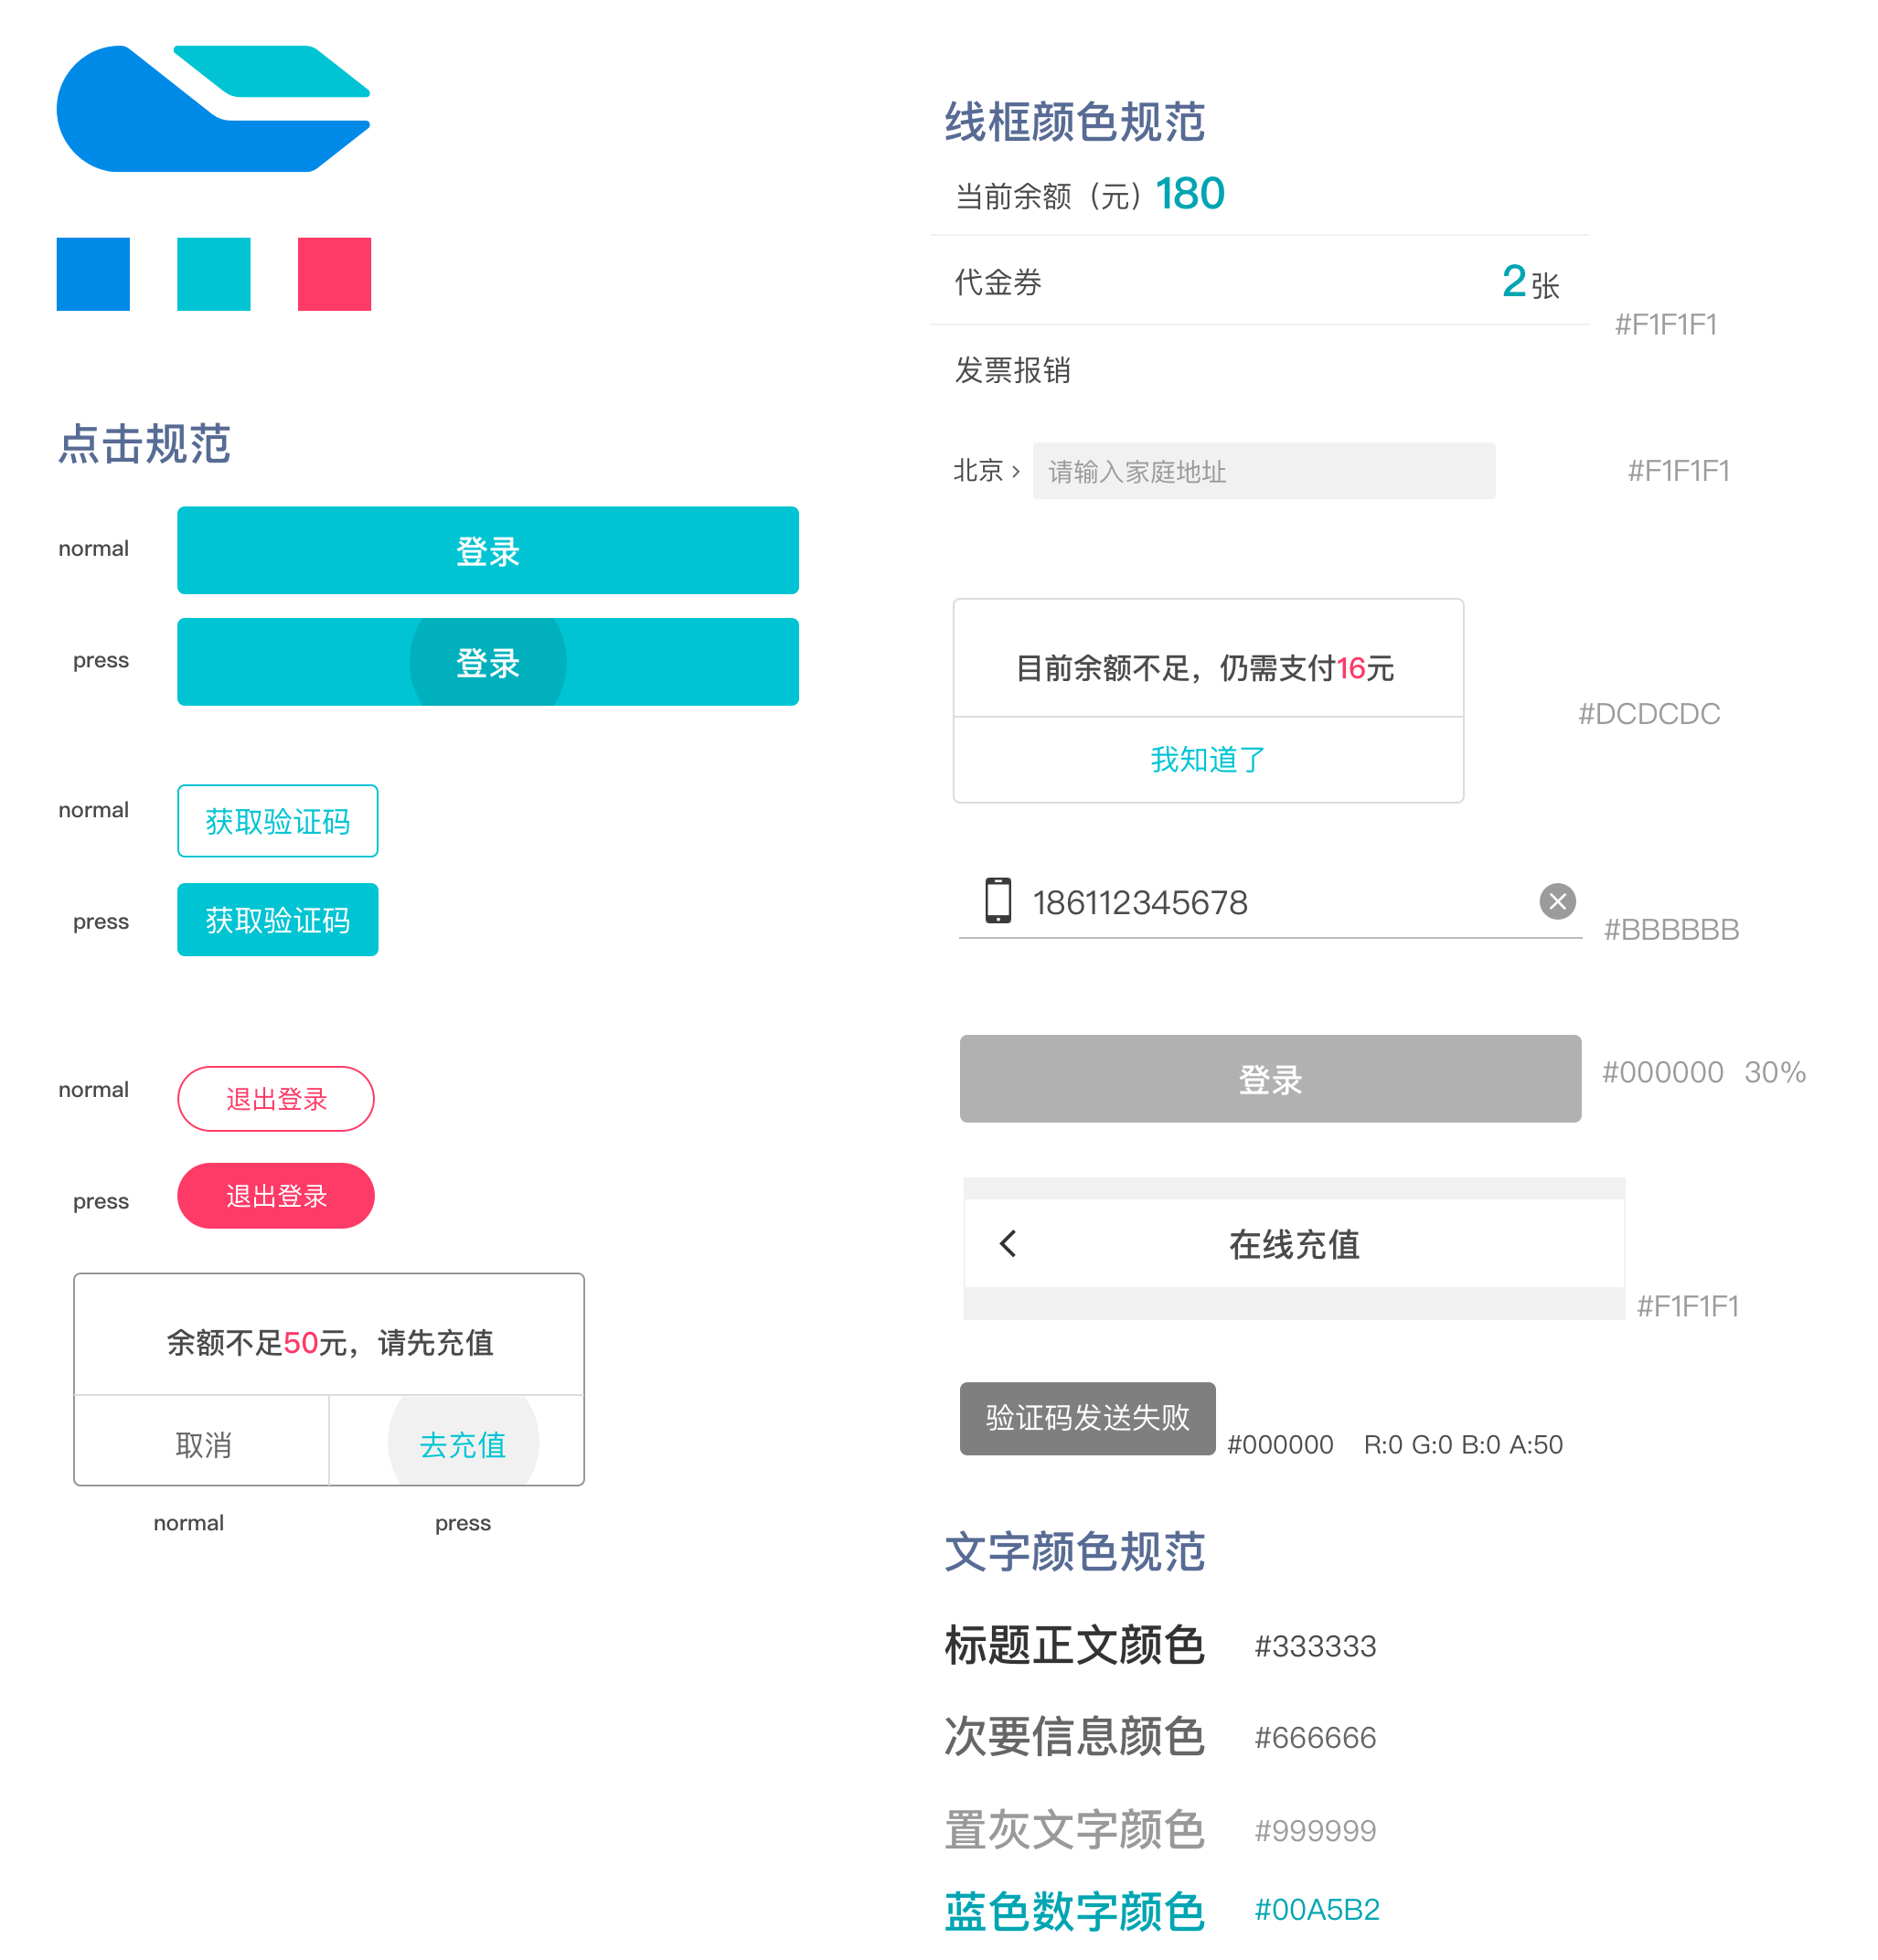 点击规范
normal
登录
press
登录
normal
获取验证码
press
获取验证码
normal
退出登录
press
退出登录
余额不足50元，请先充值
取消
去充值
normal
press
线框颜色规范
当前余额（元）180
代金券
2张
#F1F1F1
发票报销
北京 ›
请输入家庭地址
#F1F1F1
目前余额不足，仍需支付16元
我知道了
#DCDCDC
186112345678
#BBBBBB
登录
#000000 30%
在线充值
#F1F1F1
验证码发送失败
#000000 R:0 G:0 B:0 A:50
文字颜色规范
标题正文颜色 #333333
次要信息颜色 #666666
置灰文字颜色 #999999
蓝色数字颜色 #00A5B2